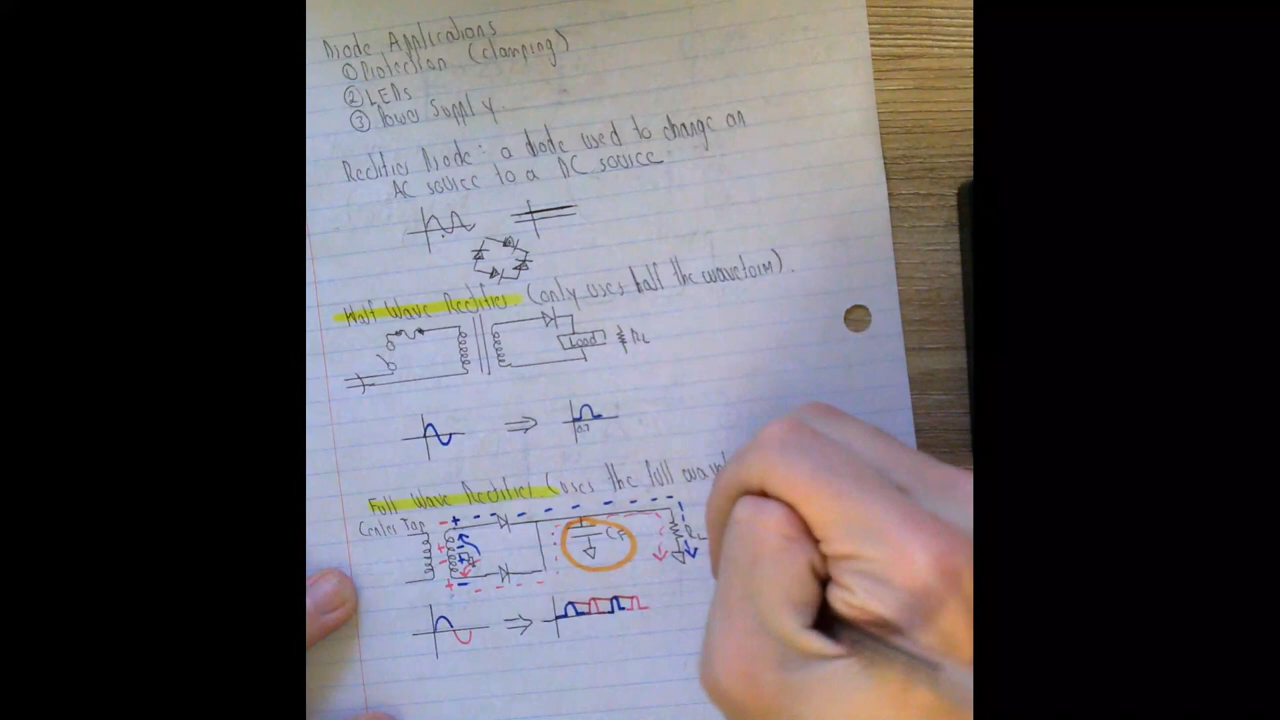 Diode Applications
① Protection (clamping)
② LEDs
③ Power Supply.
Rectifier Diode: a diode used to change an
AC source to a DC source
Half Wave Rectifier (only uses half the waveform).
Load RL
0.7
Full Wave Rectifier (uses the full
Center Tap
CF
RL